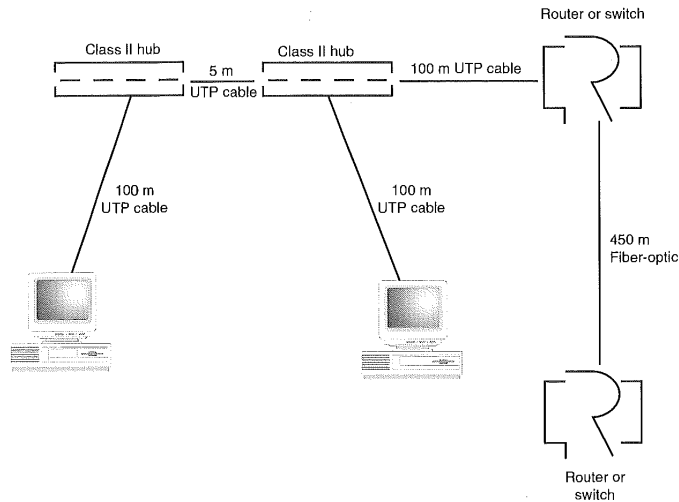 Router or switch
Class II hub
5 m
UTP cable
Class II hub
100 m UTP cable
100 m
UTP cable
100 m
UTP cable
450 m
Fiber-optic
Router or
switch